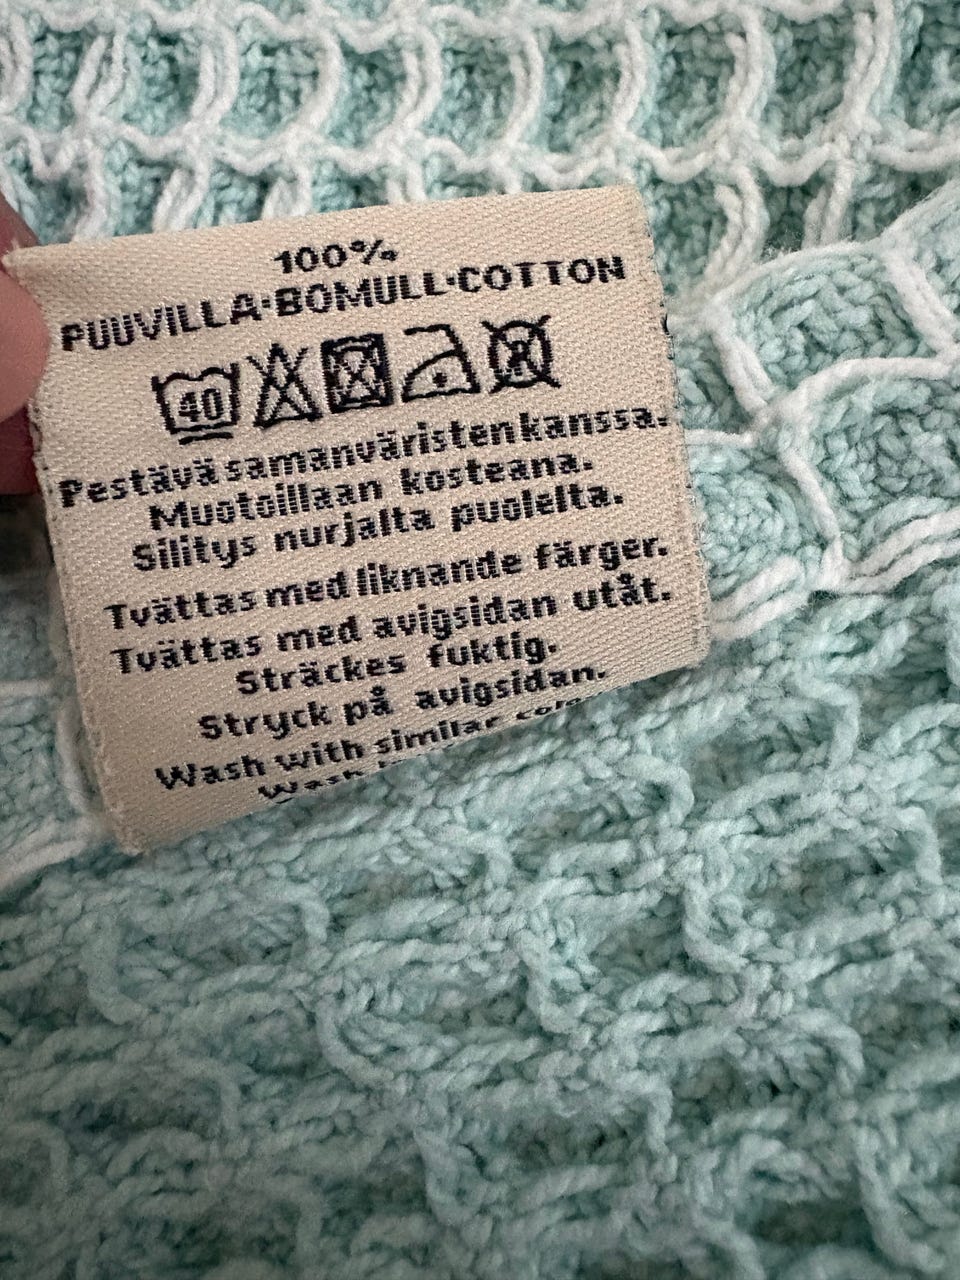 100%
PUUVILLA·BOMULL·COTTON
40
Pestävä samanväristen kanssa.
Muotoillaan kosteana.
Silitys nurjalta puolelta.
Tvättas med liknande färger.
Tvättas med avigsidan utåt.
Sträckes fuktig.
Stryck på avigsidan.
Wash with similar
Wash